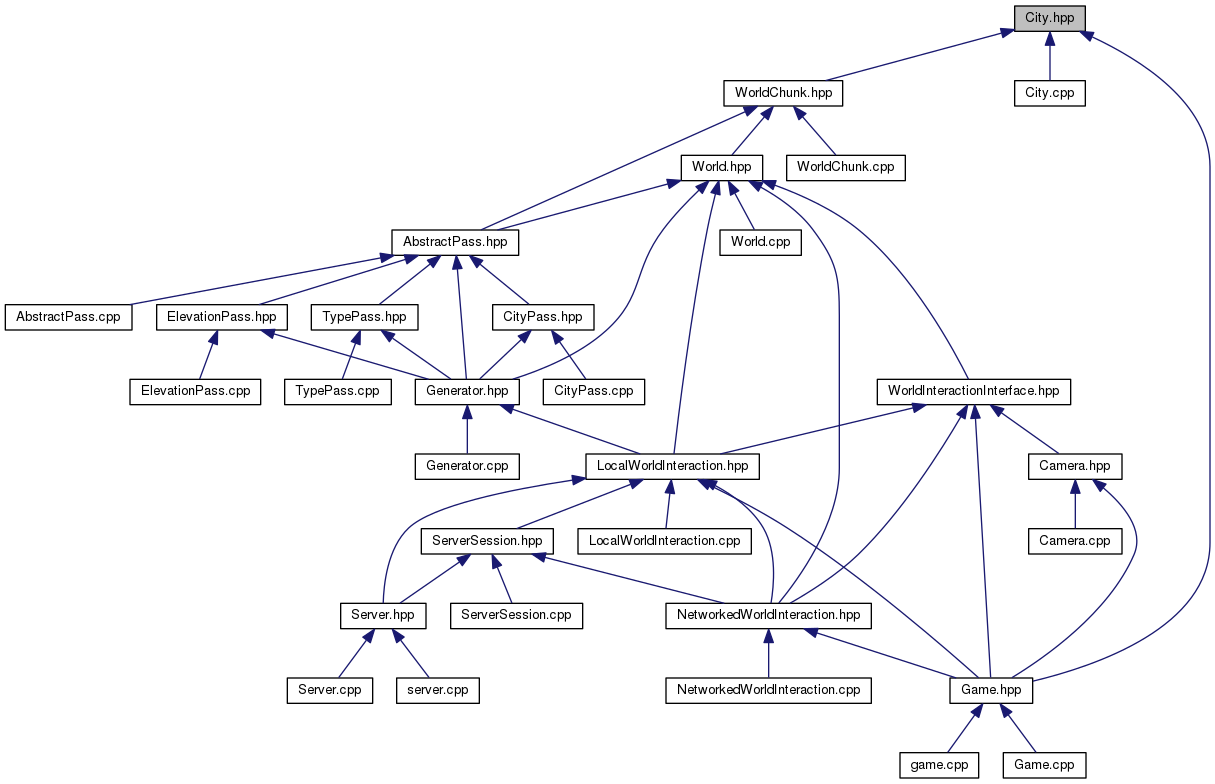 City.hpp
WorldChunk.hpp
City.cpp
World.hpp
WorldChunk.cpp
AbstractPass.hpp
World.cpp
AbstractPass.cpp
ElevationPass.hpp
TypePass.hpp
CityPass.hpp
ElevationPass.cpp
TypePass.cpp
Generator.hpp
CityPass.cpp
WorldInteractionInterface.hpp
Generator.cpp
LocalWorldInteraction.hpp
Camera.hpp
ServerSession.hpp
LocalWorldInteraction.cpp
Camera.cpp
Server.hpp
ServerSession.cpp
NetworkedWorldInteraction.hpp
Server.cpp
server.cpp
NetworkedWorldInteraction.cpp
Game.hpp
game.cpp
Game.cpp